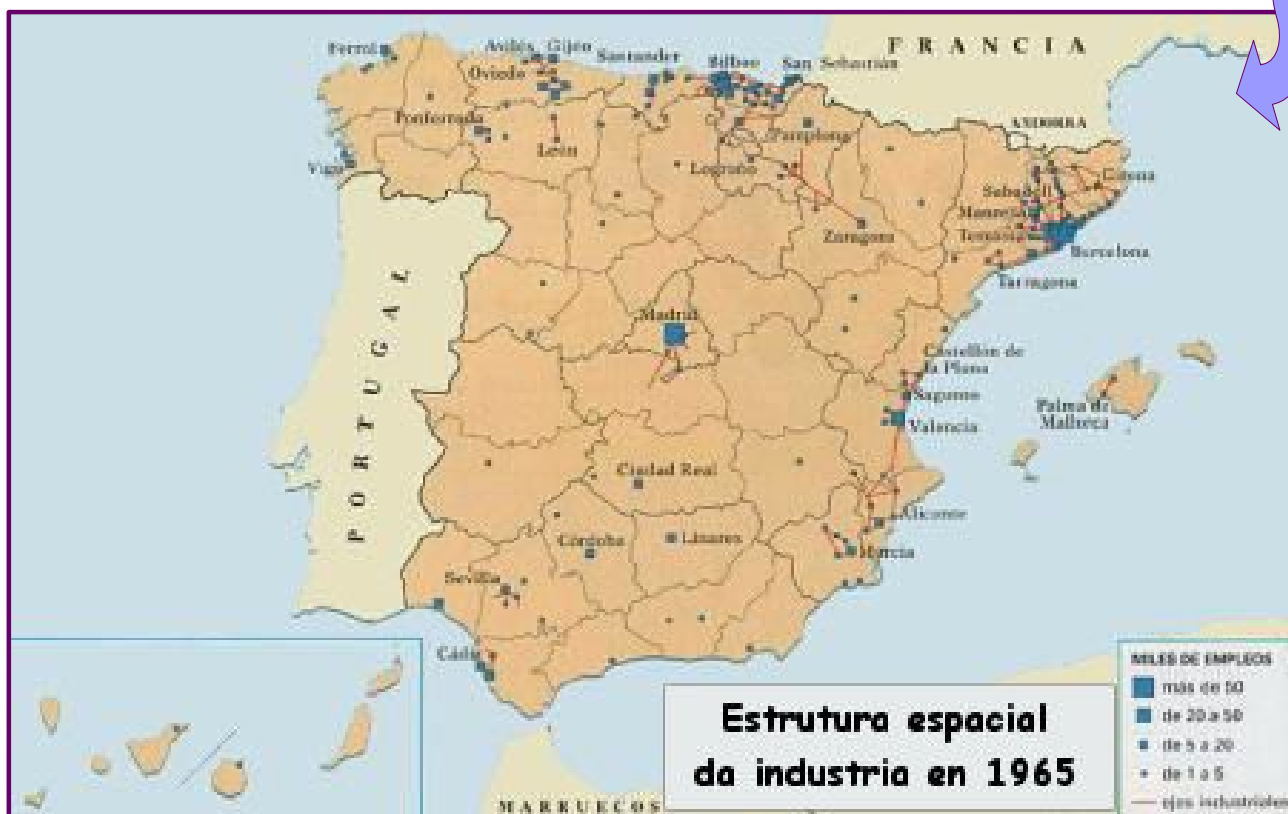 FRANCIA
Ferrol
Avilés Gijón
Santander
Bilbao
San Sebastián
Oviedo
ANDORRA
Ponferrada
Pamplona
León
Vigo
Logroño
Girona
Sabadell
Manresa
Zaragoza
Terrassa
Barcelona
Tarragona
PORTUGAL
Madrid
Castellón de
la Plana
Sagunto
Palma de
Mallorca
Valencia
Ciudad Real
Alicante
Córdoba
Linares
Murcia
Sevilla
Cádiz
MILES DE EMPLEOS
más de 50
de 20 a 50
de 5 a 20
de 1 a 5
ejes industriales
Estrutura espacial
da industria en 1965
MARRUECOS